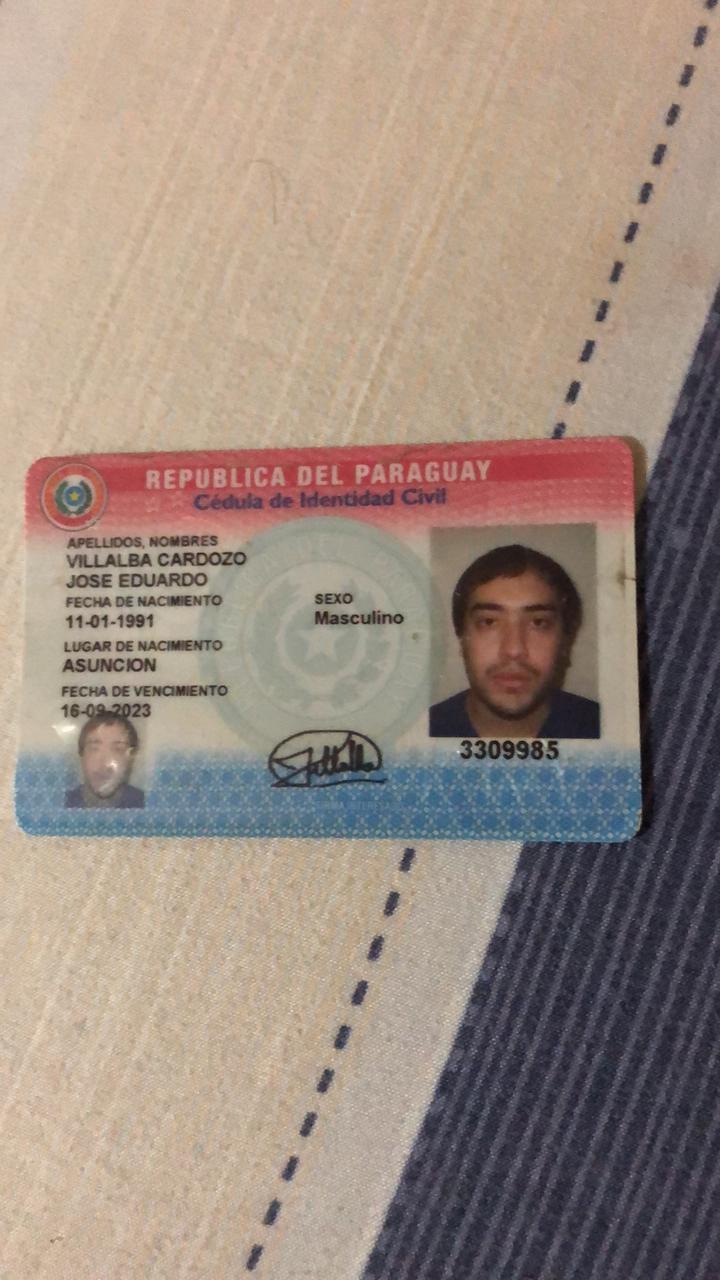 REPUBLICA DEL PARAGUAY
Cédula de Identidad Civil
APELLIDOS, NOMBRES
VILLALBA CARDOZO
JOSE EDUARDO
FECHA DE NACIMIENTO
11-01-1991
SEXO
Masculino
LUGAR DE NACIMIENTO
ASUNCION
FECHA DE VENCIMIENTO
16-09-2023
3309985